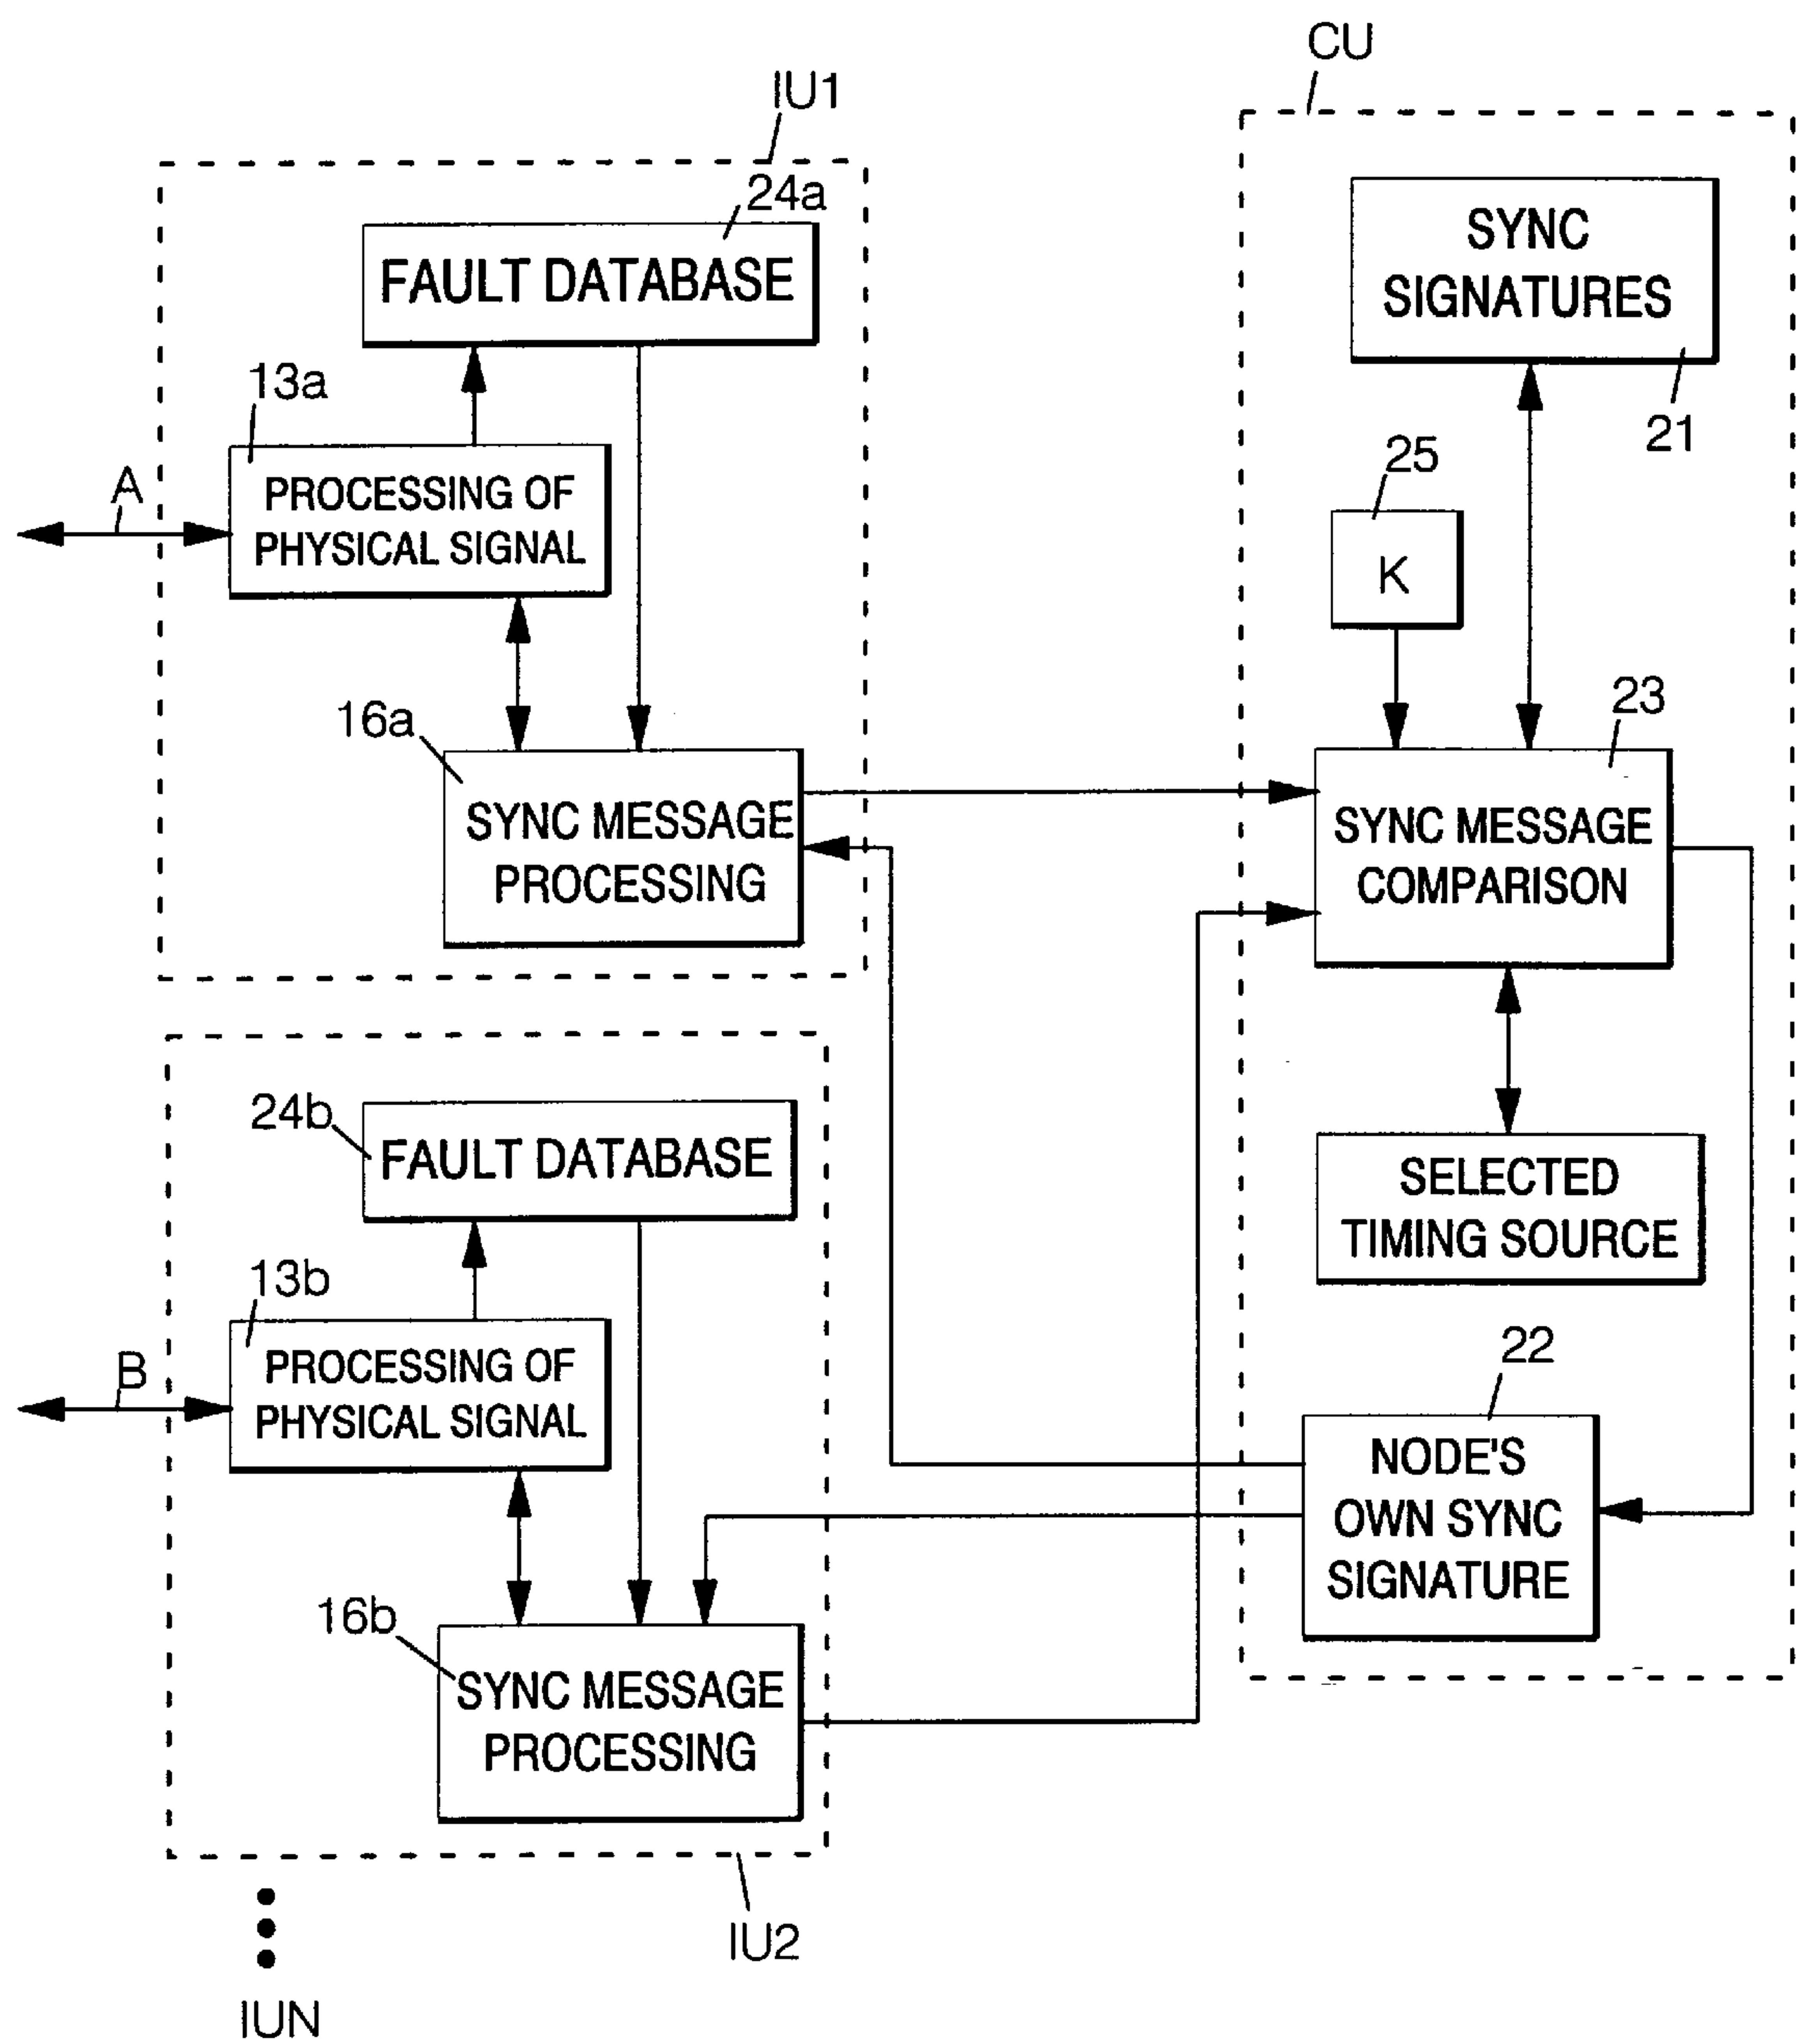 CU
IU1
24a
FAULT DATABASE
SYNC
SIGNATURES
21
13a
PROCESSING OF
PHYSICAL SIGNAL
A
25
K
16a
SYNC MESSAGE
PROCESSING
23
SYNC MESSAGE
COMPARISON
24b
FAULT DATABASE
SELECTED
TIMING SOURCE
13b
PROCESSING OF
PHYSICAL SIGNAL
B
22
NODE'S
OWN SYNC
SIGNATURE
16b
SYNC MESSAGE
PROCESSING
IU2
IUN